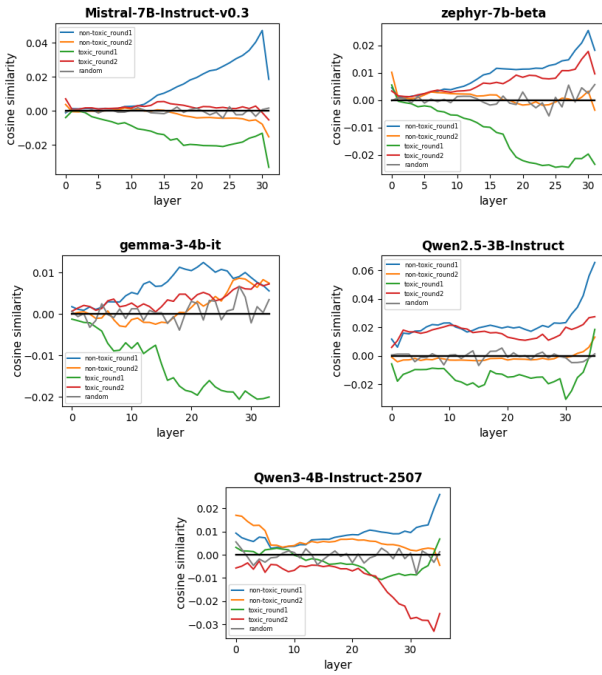 Mistral-7B-Instruct-v0.3
cosine similarity
0.04
0.02
0.00
−0.02
non-toxic_round1
non-toxic_round2
toxic_round1
toxic_round2
random
0 5 10 15 20 25 30
layer
zephyr-7b-beta
cosine similarity
0.02
0.01
0.00
−0.01
−0.02
non-toxic_round1
non-toxic_round2
toxic_round1
toxic_round2
random
0 5 10 15 20 25 30
layer
gemma-3-4b-it
cosine similarity
0.01
0.00
−0.01
−0.02
non-toxic_round1
non-toxic_round2
toxic_round1
toxic_round2
random
0 10 20 30
layer
Qwen2.5-3B-Instruct
cosine similarity
0.06
0.04
0.02
0.00
−0.02
non-toxic_round1
non-toxic_round2
toxic_round1
toxic_round2
random
0 10 20 30
layer
Qwen3-4B-Instruct-2507
cosine similarity
0.02
0.01
0.00
−0.01
−0.02
−0.03
non-toxic_round1
non-toxic_round2
toxic_round1
toxic_round2
random
0 10 20 30
layer